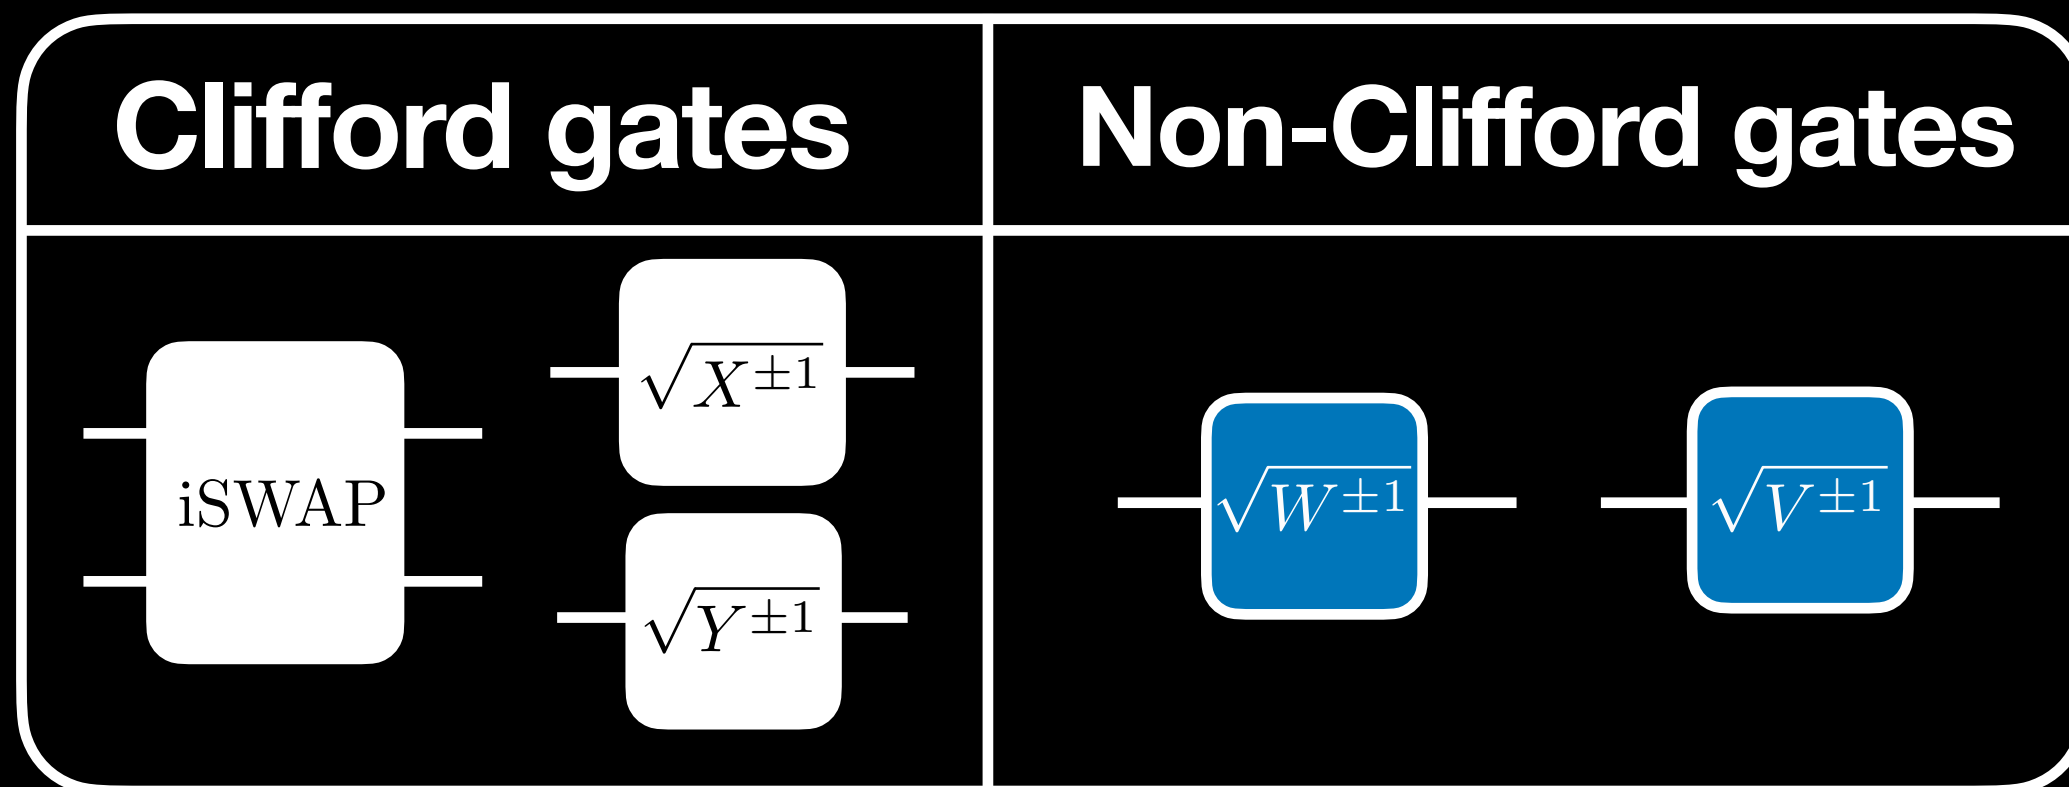 Clifford gates
Non-Clifford gates
iSWAP
√X^±1
√Y^±1
√W^±1
√V^±1